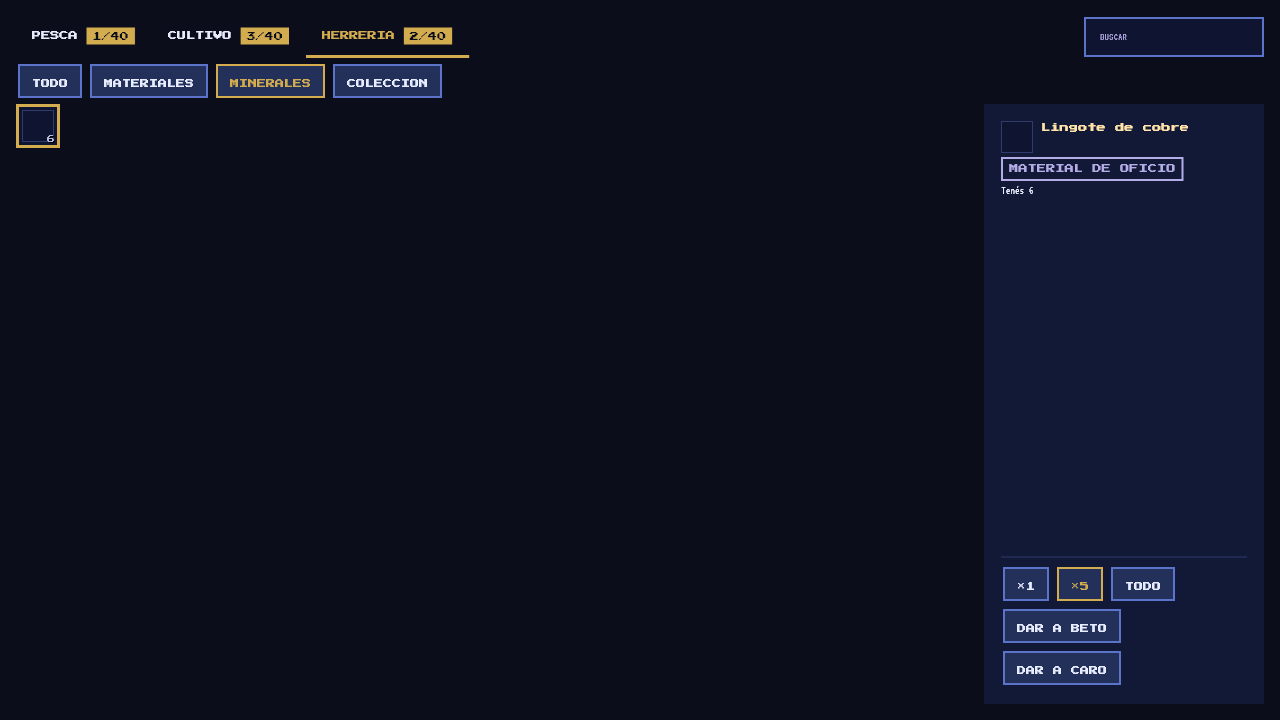 PESCA 1/40 CULTIVO 3/40 HERRERIA 2/40 BUSCAR
TODO MATERIALES MINERALES COLECCION
6
Lingote de cobre
MATERIAL DE OFICIO
Tenés 6
×1 ×5 TODO
DAR A BETO
DAR A CARO